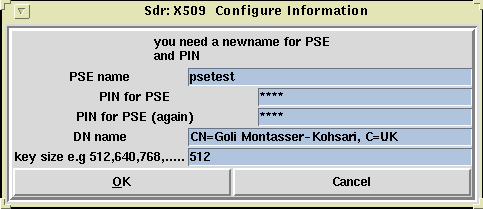 Sdr: X509 Configure Information
you need a newname for PSE
and PIN
PSE name psetest
PIN for PSE ****
PIN for PSE (again) ****
DN name CN=Goli Montasser-Kohsari, C=UK
key size e.g 512,640,768,..... 512
OK Cancel